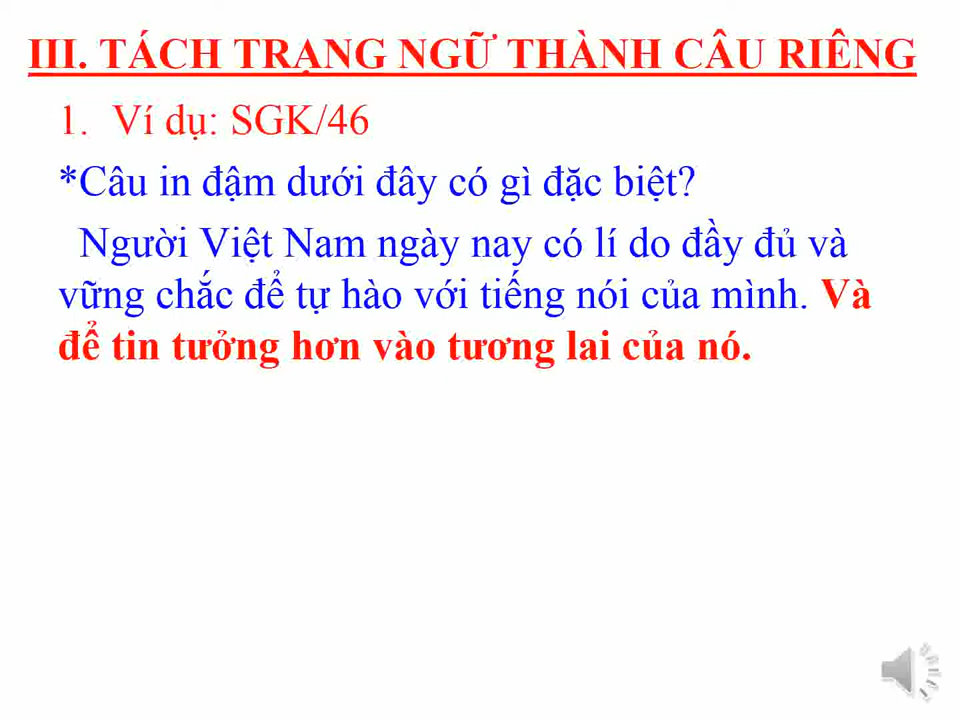 III. TÁCH TRẠNG NGỮ THÀNH CÂU RIÊNG
1. Ví dụ: SGK/46
*Câu in đậm dưới đây có gì đặc biệt?
Người Việt Nam ngày nay có lí do đầy đủ và
vững chắc để tự hào với tiếng nói của mình. Và
để tin tưởng hơn vào tương lai của nó.